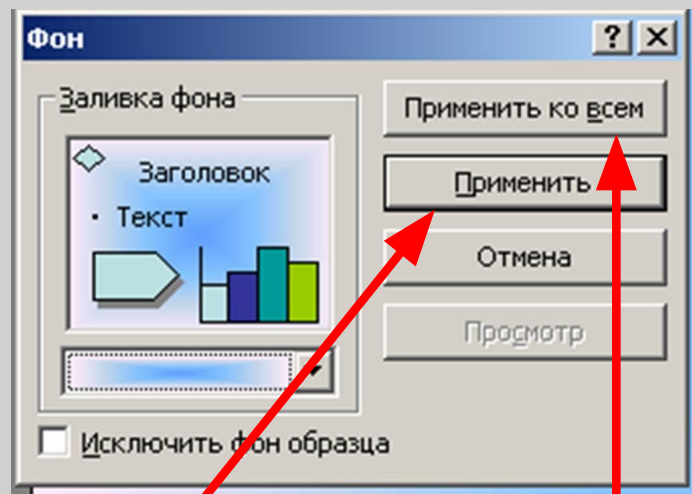 Фон
Заливка фона
Заголовок
• Текст
Исключить фон образца
Применить ко всем
Применить
Отмена
Просмотр